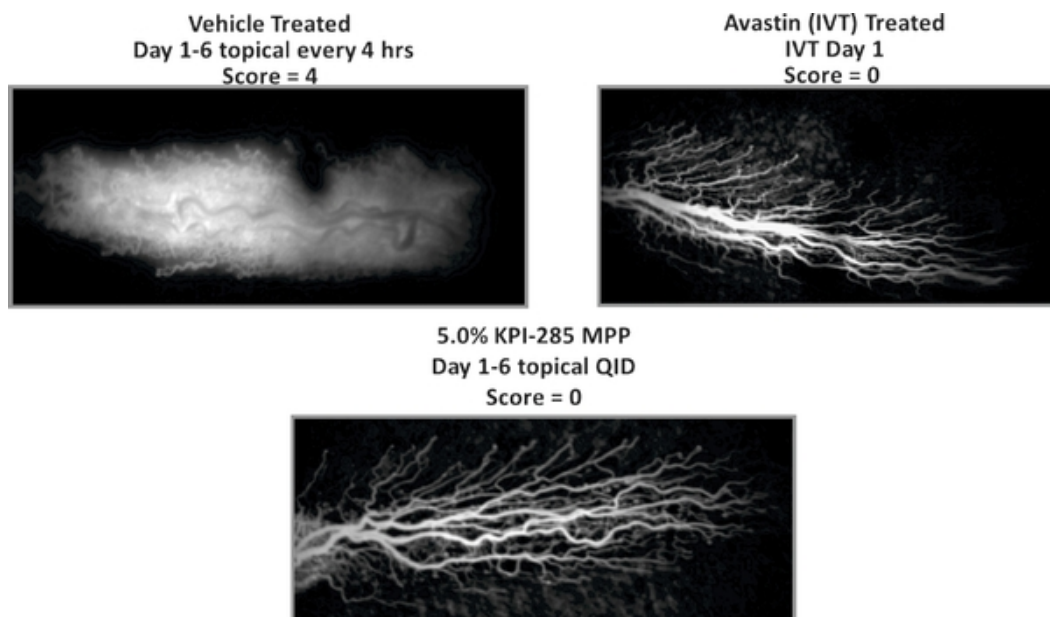 Vehicle Treated
Day 1-6 topical every 4 hrs
Score = 4
Avastin (IVT) Treated
IVT Day 1
Score = 0
5.0% KPI-285 MPP
Day 1-6 topical QID
Score = 0